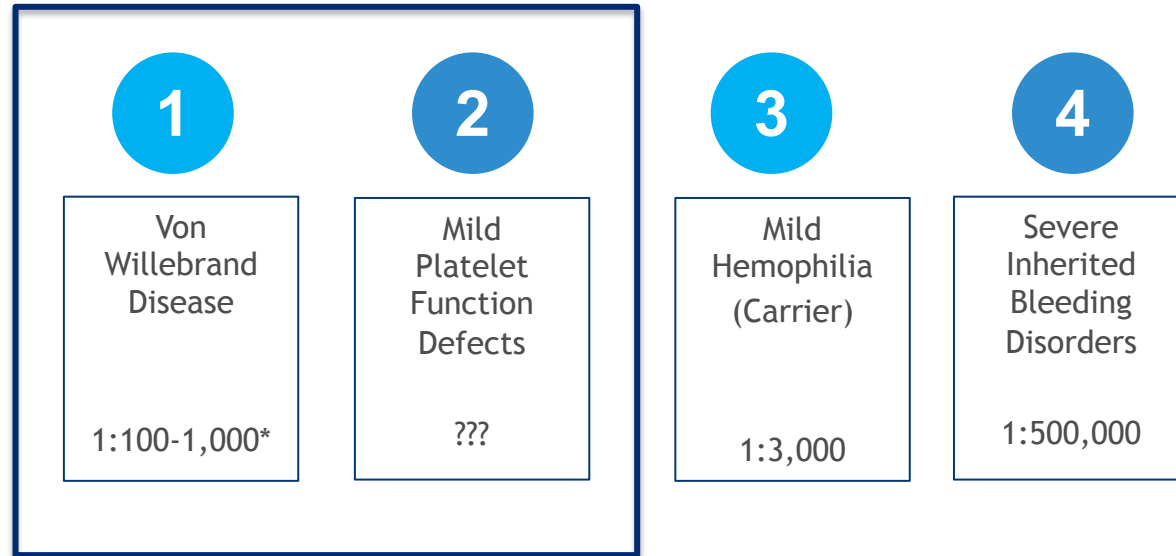 1
Von
Willebrand
Disease
1:100-1,000*
2
Mild
Platelet
Function
Defects
???
3
Mild
Hemophilia
(Carrier)
1:3,000
4
Severe
Inherited
Bleeding
Disorders
1:500,000